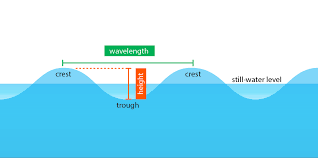 wavelength
crest
crest
height
still-water level
trough